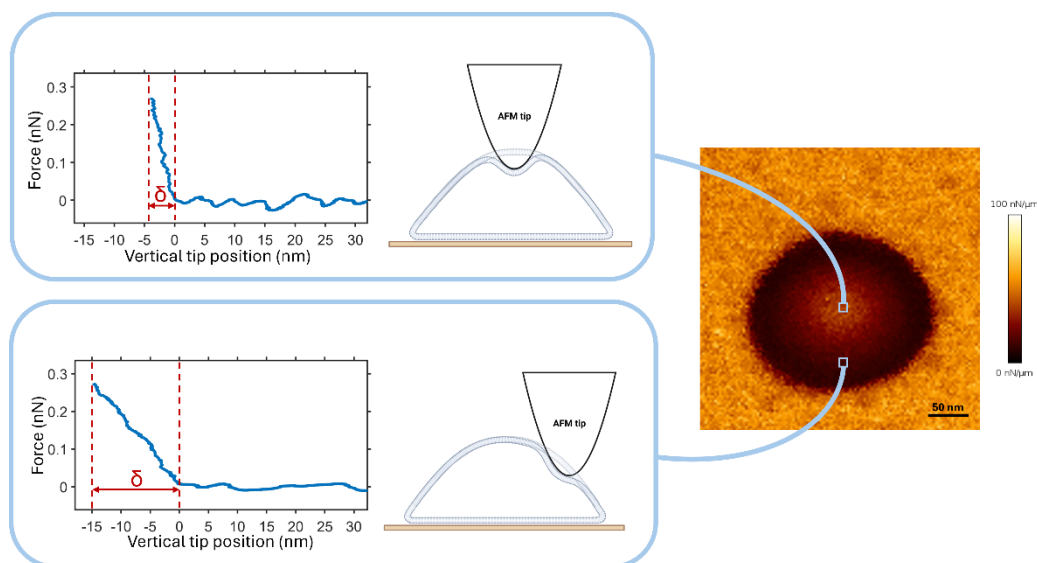 Force (nN)
0.3
0.2
0.1
0
δ
-15 -10 -5 0 5 10 15 20 25 30
Vertical tip position (nm)
AFM tip
100 nN/µm
0 nN/µm
50 nm
Force (nN)
0.3
0.2
0.1
0
δ
-15 -10 -5 0 5 10 15 20 25 30
Vertical tip position (nm)
AFM tip